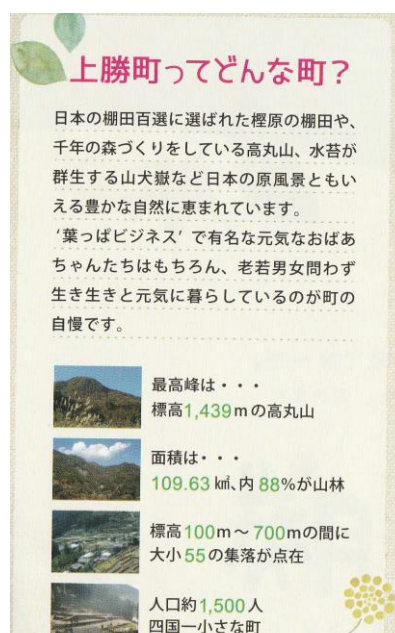 上勝町ってどんな町？
日本の棚田百選に選ばれた樫原の棚田や、
千年の森づくりをしている高丸山、水苔が
群生する山犬嶽など日本の原風景ともい
える豊かな自然に恵まれています。
‘葉っぱビジネス’で有名な元気なおばあ
ちゃんたちはもちろん、老若男女問わず
生き生きと元気に暮らしているのが町の
自慢です。
最高峰は・・・
標高1,439mの高丸山
面積は・・・
109.63㎢、内88%が山林
標高100m～700mの間に
大小55の集落が点在
人口約1,500人
四国一小さな町